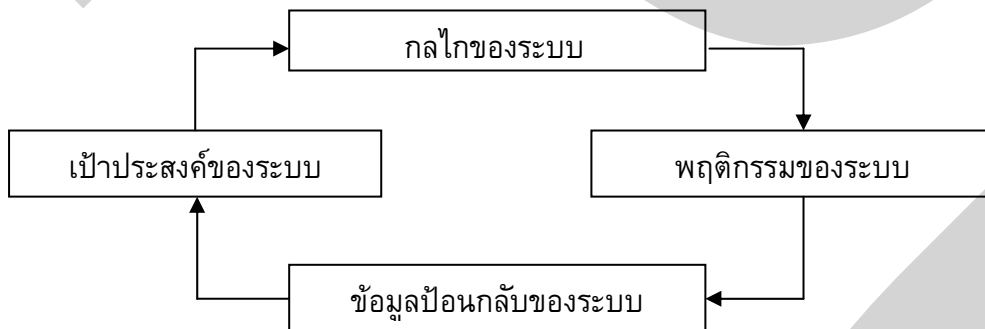 กลไกของระบบ
เป้าประสงค์ของระบบ
พฤติกรรมของระบบ
ข้อมูลป้อนกลับของระบบ